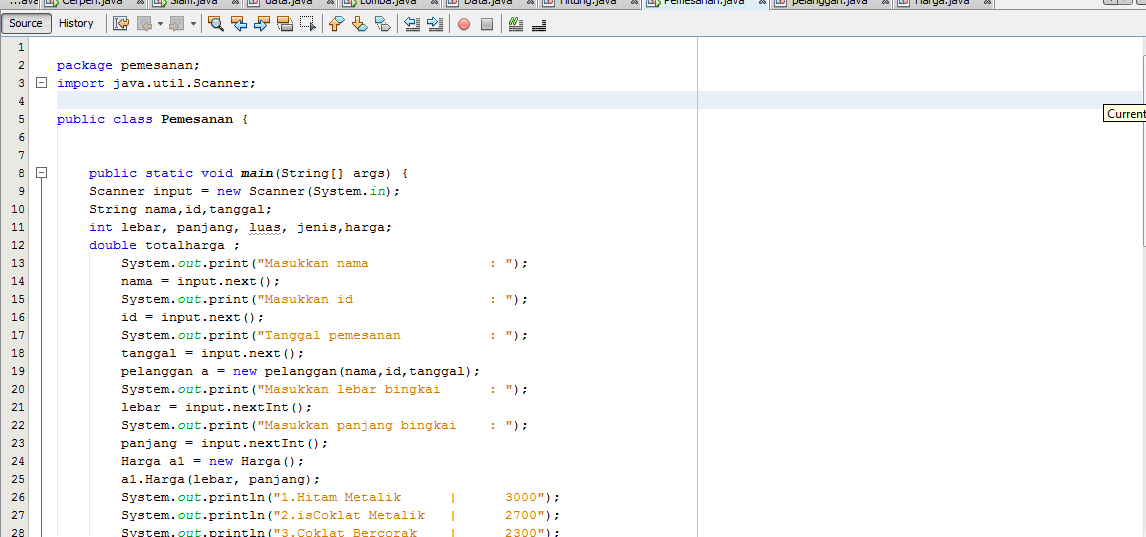 ...ava Cerpen.java Siam.java data.java Lomba.java Data.java Hitung.java Pemesanan.java pelanggan.java Harga.java
Source History
1
2 package pemesanan;
3 import java.util.Scanner;
4
Current
5 public class Pemesanan {
6
7
8 public static void main(String[] args) {
9 Scanner input = new Scanner(System.in);
10 String nama,id,tanggal;
11 int lebar, panjang, luas, jenis,harga;
12 double totalharga ;
13 System.out.print("Masukkan nama : ");
14 nama = input.next();
15 System.out.print("Masukkan id : ");
16 id = input.next();
17 System.out.print("Tanggal pemesanan : ");
18 tanggal = input.next();
19 pelanggan a = new pelanggan(nama,id,tanggal);
20 System.out.print("Masukkan lebar bingkai : ");
21 lebar = input.nextInt();
22 System.out.print("Masukkan panjang bingkai : ");
23 panjang = input.nextInt();
24 Harga a1 = new Harga();
25 a1.Harga(lebar, panjang);
26 System.out.println("1.Hitam Metalik | 3000");
27 System.out.println("2.isCoklat Metalik | 2700");
28 System.out.println("3.Coklat Bercorak | 2300");